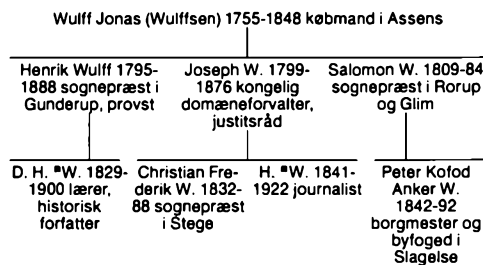 Wulff Jonas (Wulffsen) 1755-1848 købmand i Assens
Henrik Wulff 1795-
1888 sognepræst i
Gunderup, provst
Joseph W. 1799-
1876 kongelig
domæneforvalter,
justitsråd
Salomon W. 1809-84
sognepræst i Rorup
og Glim
D. H. *W. 1829-
1900 lærer,
historisk
forfatter
Christian Fre-
derik W. 1832-
88 sognepræst
i Stege
H. *W. 1841-
1922 journalist
Peter Kofod
Anker W.
1842-92
borgmester og
byfoged i
Slagelse